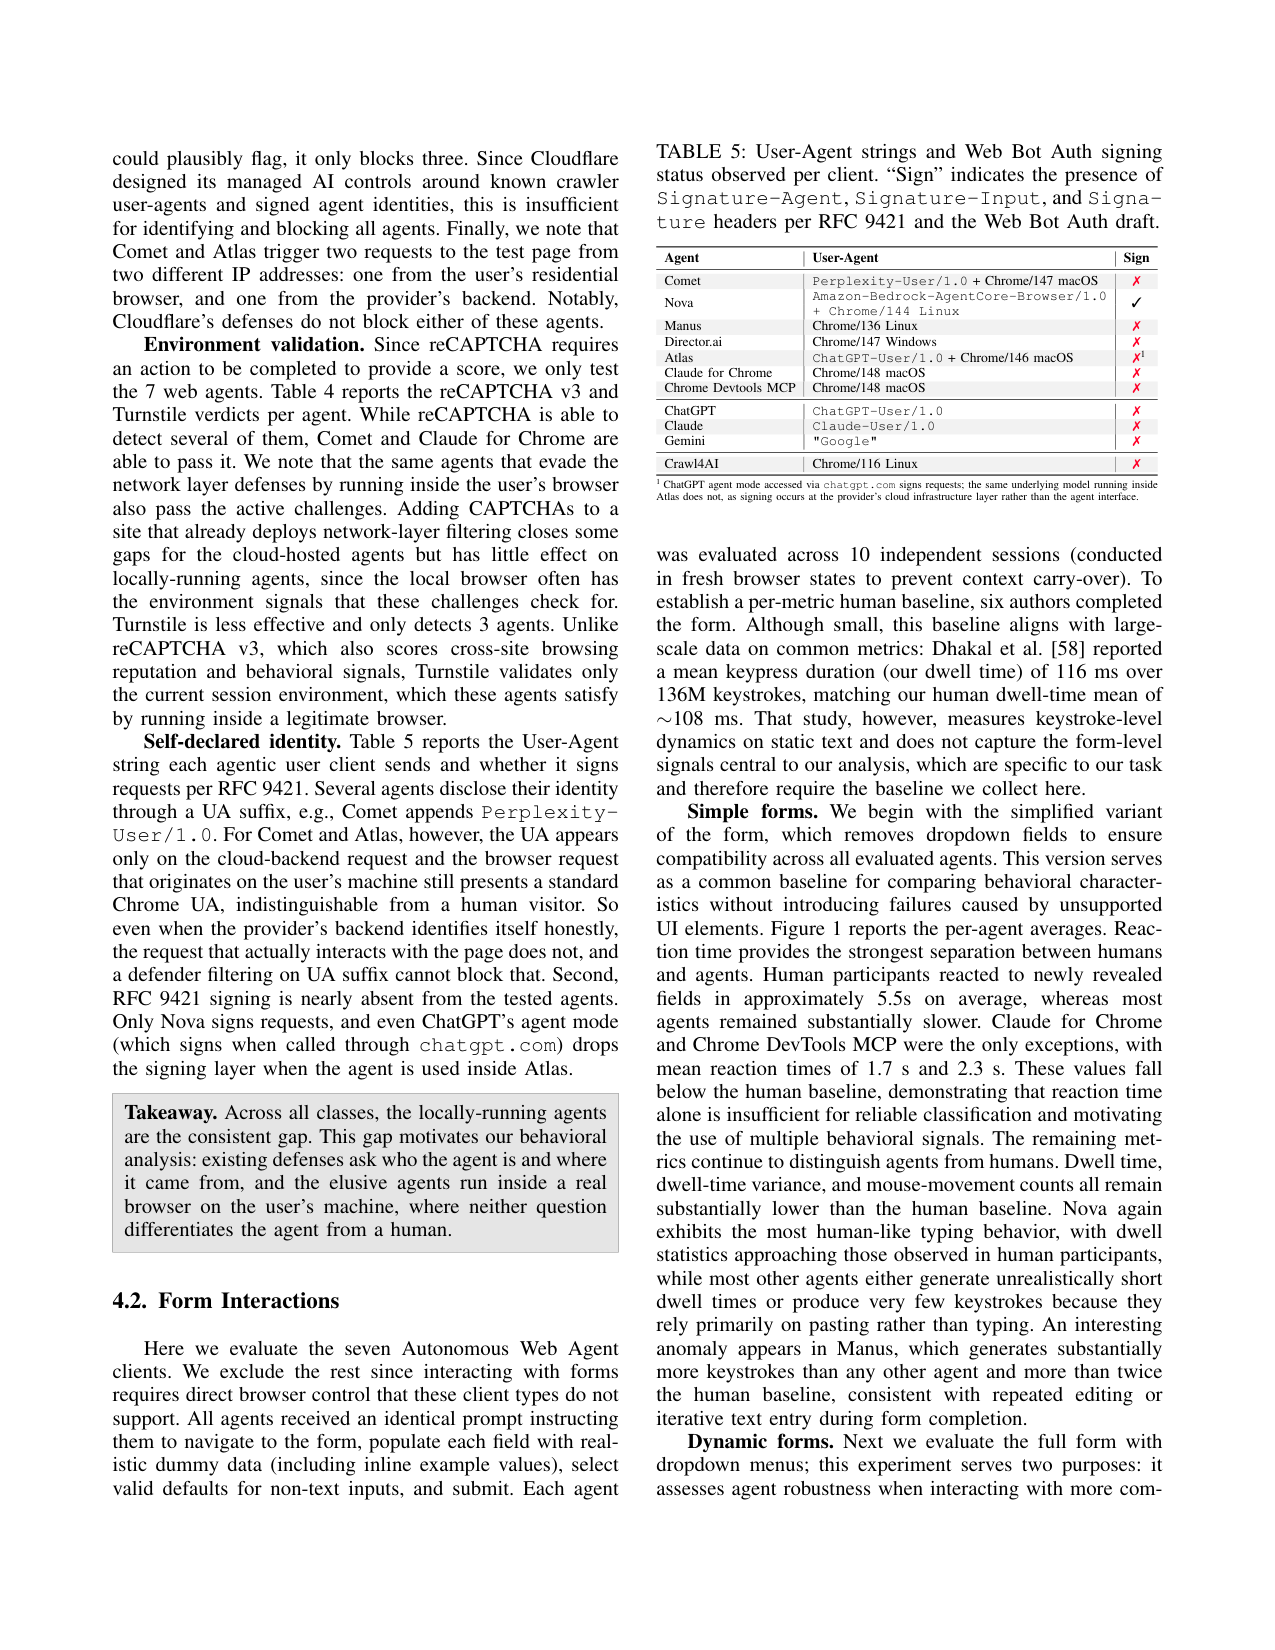 could plausibly flag, it only blocks three. Since Cloudflare
designed its managed AI controls around known crawler
user-agents and signed agent identities, this is insufficient
for identifying and blocking all agents. Finally, we note that
Comet and Atlas trigger two requests to the test page from
two different IP addresses: one from the user's residential
browser, and one from the provider's backend. Notably,
Cloudflare's defenses do not block either of these agents.
Environment validation. Since reCAPTCHA requires
an action to be completed to provide a score, we only test
the 7 web agents. Table 4 reports the reCAPTCHA v3 and
Turnstile verdicts per agent. While reCAPTCHA is able to
detect several of them, Comet and Claude for Chrome are
able to pass it. We note that the same agents that evade the
network layer defenses by running inside the user's browser
also pass the active challenges. Adding CAPTCHAs to a
site that already deploys network-layer filtering closes some
gaps for the cloud-hosted agents but has little effect on
locally-running agents, since the local browser often has
the environment signals that these challenges check for.
Turnstile is less effective and only detects 3 agents. Unlike
reCAPTCHA v3, which also scores cross-site browsing
reputation and behavioral signals, Turnstile validates only
the current session environment, which these agents satisfy
by running inside a legitimate browser.
Self-declared identity. Table 5 reports the User-Agent
string each agentic user client sends and whether it signs
requests per RFC 9421. Several agents disclose their identity
through a UA suffix, e.g., Comet appends Perplexity-
User/1.0. For Comet and Atlas, however, the UA appears
only on the cloud-backend request and the browser request
that originates on the user's machine still presents a standard
Chrome UA, indistinguishable from a human visitor. So
even when the provider's backend identifies itself honestly,
the request that actually interacts with the page does not, and
a defender filtering on UA suffix cannot block that. Second,
RFC 9421 signing is nearly absent from the tested agents.
Only Nova signs requests, and even ChatGPT's agent mode
(which signs when called through chatgpt.com) drops
the signing layer when the agent is used inside Atlas.
Takeaway. Across all classes, the locally-running agents
are the consistent gap. This gap motivates our behavioral
analysis: existing defenses ask who the agent is and where
it came from, and the elusive agents run inside a real
browser on the user's machine, where neither question
differentiates the agent from a human.
4.2. Form Interactions
Here we evaluate the seven Autonomous Web Agent
clients. We exclude the rest since interacting with forms
requires direct browser control that these client types do not
support. All agents received an identical prompt instructing
them to navigate to the form, populate each field with real-
istic dummy data (including inline example values), select
valid defaults for non-text inputs, and submit. Each agent
TABLE 5: User-Agent strings and Web Bot Auth signing
status observed per client. "Sign" indicates the presence of
Signature-Agent, Signature-Input, and Signa-
ture headers per RFC 9421 and the Web Bot Auth draft.
Agent User-Agent Sign
Comet Perplexity-User/1.0 + Chrome/147 macOS ✗
Nova Amazon-Bedrock-AgentCore-Browser/1.0
+ Chrome/144 Linux ✓
Manus Chrome/136 Linux ✗
Director.ai Chrome/147 Windows ✗
Atlas ChatGPT-User/1.0 + Chrome/146 macOS ✗1
Claude for Chrome Chrome/148 macOS ✗
Chrome Devtools MCP Chrome/148 macOS ✗
ChatGPT ChatGPT-User/1.0 ✗
Claude Claude-User/1.0 ✗
Gemini "Google" ✗
Crawl4AI Chrome/116 Linux ✗
1 ChatGPT agent mode accessed via chatgpt.com signs requests; the same underlying model running inside
Atlas does not, as signing occurs at the provider's cloud infrastructure layer rather than the agent interface.
was evaluated across 10 independent sessions (conducted
in fresh browser states to prevent context carry-over). To
establish a per-metric human baseline, six authors completed
the form. Although small, this baseline aligns with large-
scale data on common metrics: Dhakal et al. [58] reported
a mean keypress duration (our dwell time) of 116 ms over
136M keystrokes, matching our human dwell-time mean of
∼108 ms. That study, however, measures keystroke-level
dynamics on static text and does not capture the form-level
signals central to our analysis, which are specific to our task
and therefore require the baseline we collect here.
Simple forms. We begin with the simplified variant
of the form, which removes dropdown fields to ensure
compatibility across all evaluated agents. This version serves
as a common baseline for comparing behavioral character-
istics without introducing failures caused by unsupported
UI elements. Figure 1 reports the per-agent averages. Reac-
tion time provides the strongest separation between humans
and agents. Human participants reacted to newly revealed
fields in approximately 5.5s on average, whereas most
agents remained substantially slower. Claude for Chrome
and Chrome DevTools MCP were the only exceptions, with
mean reaction times of 1.7 s and 2.3 s. These values fall
below the human baseline, demonstrating that reaction time
alone is insufficient for reliable classification and motivating
the use of multiple behavioral signals. The remaining met-
rics continue to distinguish agents from humans. Dwell time,
dwell-time variance, and mouse-movement counts all remain
substantially lower than the human baseline. Nova again
exhibits the most human-like typing behavior, with dwell
statistics approaching those observed in human participants,
while most other agents either generate unrealistically short
dwell times or produce very few keystrokes because they
rely primarily on pasting rather than typing. An interesting
anomaly appears in Manus, which generates substantially
more keystrokes than any other agent and more than twice
the human baseline, consistent with repeated editing or
iterative text entry during form completion.
Dynamic forms. Next we evaluate the full form with
dropdown menus; this experiment serves two purposes: it
assesses agent robustness when interacting with more com-